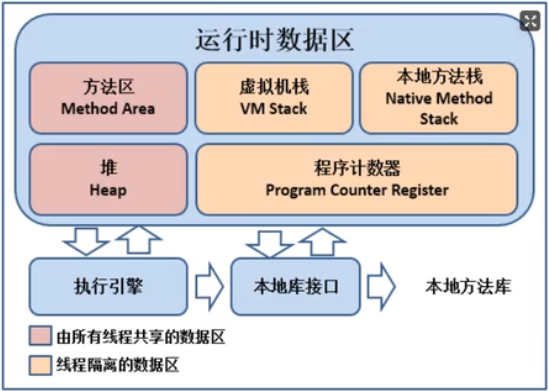 运行时数据区
方法区
Method Area
虚拟机栈
VM Stack
本地方法栈
Native Method
Stack
堆
Heap
程序计数器
Program Counter Register
执行引擎
本地库接口
本地方法库
由所有线程共享的数据区
线程隔离的数据区